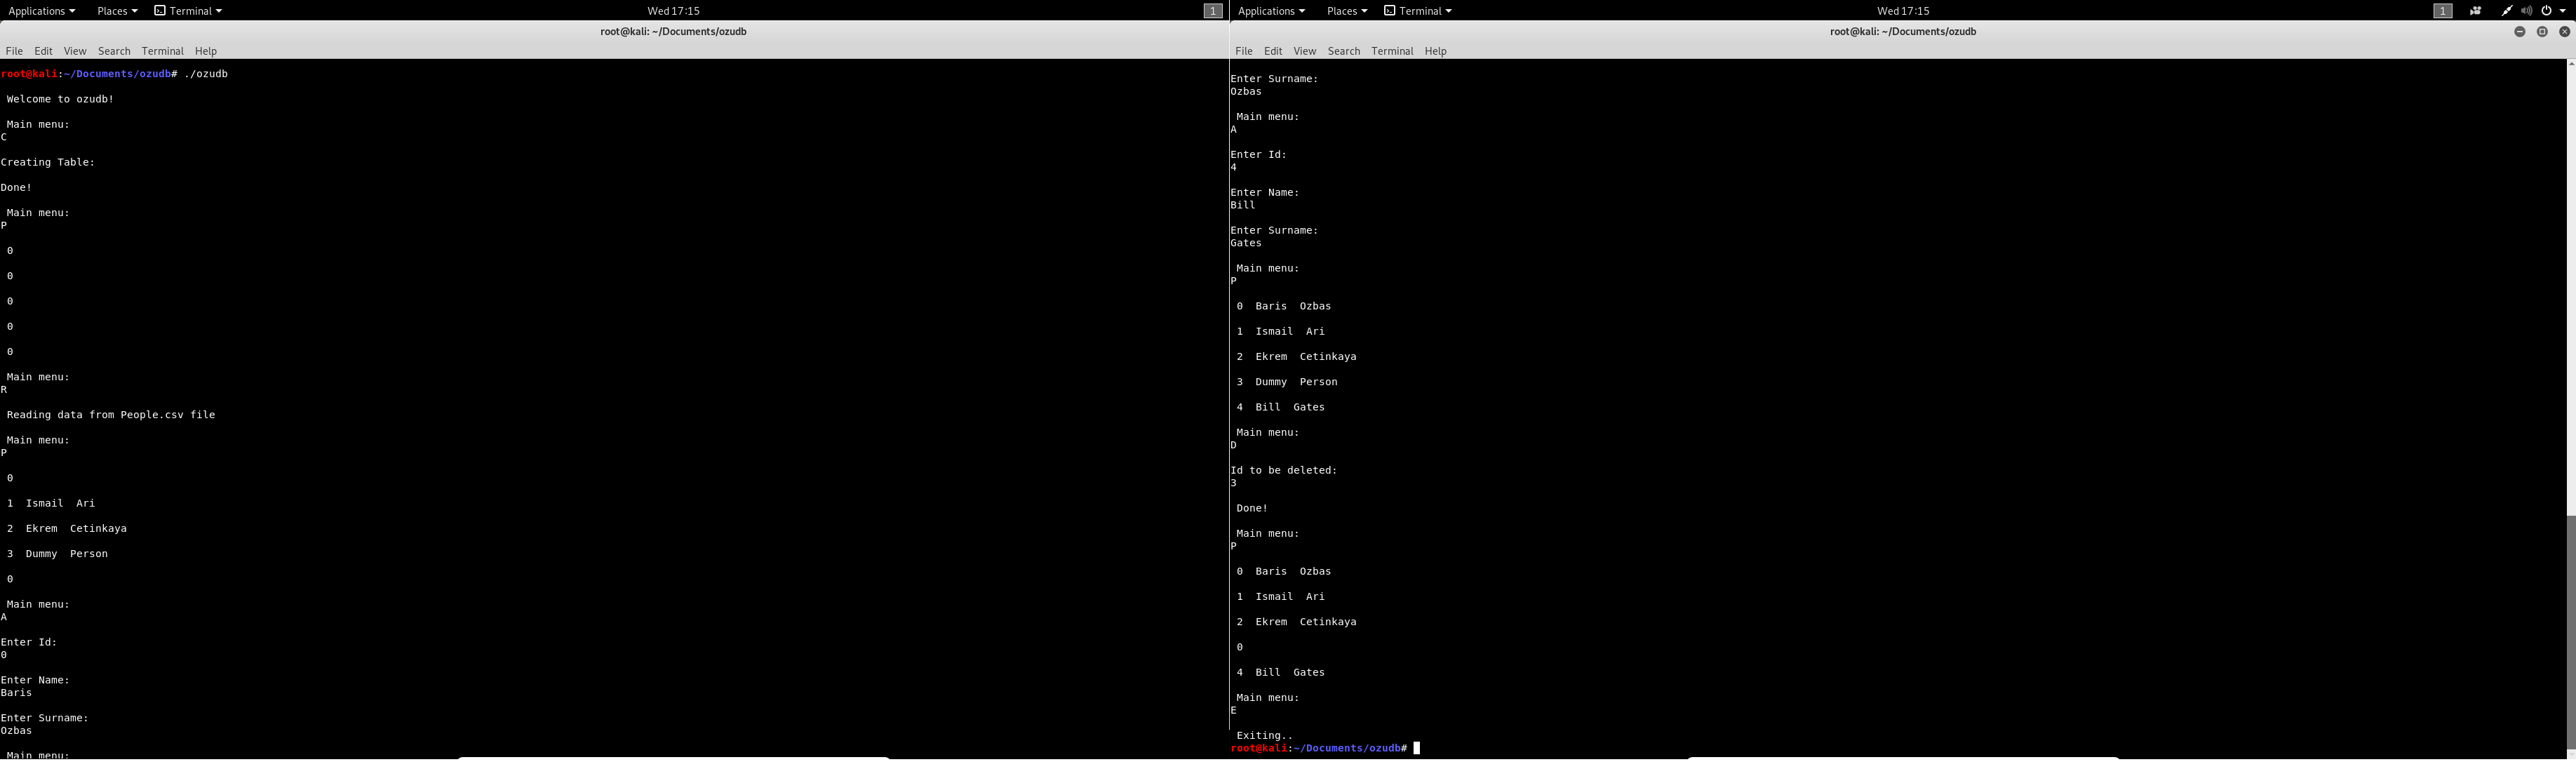 Applications Places Terminal Wed 17:15 1
root@kali: ~/Documents/ozudb
File Edit View Search Terminal Help
root@kali:~/Documents/ozudb# ./ozudb
Welcome to ozudb!
Main menu:
C
Creating Table:
Done!
Main menu:
P
0
0
0
0
0
Main menu:
R
Reading data from People.csv file
Main menu:
P
0
1 Ismail Ari
2 Ekrem Cetinkaya
3 Dummy Person
0
Main menu:
A
Enter Id:
0
Enter Name:
Baris
Enter Surname:
Ozbas
Main menu:
Applications Places Terminal Wed 17:15 1
root@kali: ~/Documents/ozudb
File Edit View Search Terminal Help
Enter Surname:
Ozbas
Main menu:
A
Enter Id:
4
Enter Name:
Bill
Enter Surname:
Gates
Main menu:
P
0 Baris Ozbas
1 Ismail Ari
2 Ekrem Cetinkaya
3 Dummy Person
4 Bill Gates
Main menu:
D
Id to be deleted:
3
Done!
Main menu:
P
0 Baris Ozbas
1 Ismail Ari
2 Ekrem Cetinkaya
0
4 Bill Gates
Main menu:
E
Exiting..
root@kali:~/Documents/ozudb#